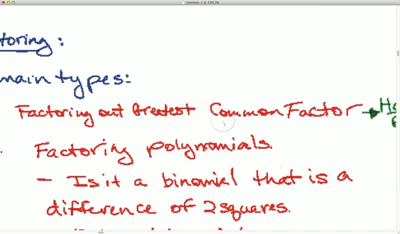 toring:
main types:
Factoring out Greatest Common Factor →
Factoring polynomials.
- Is it a binomial that is a
difference of 2 squares.